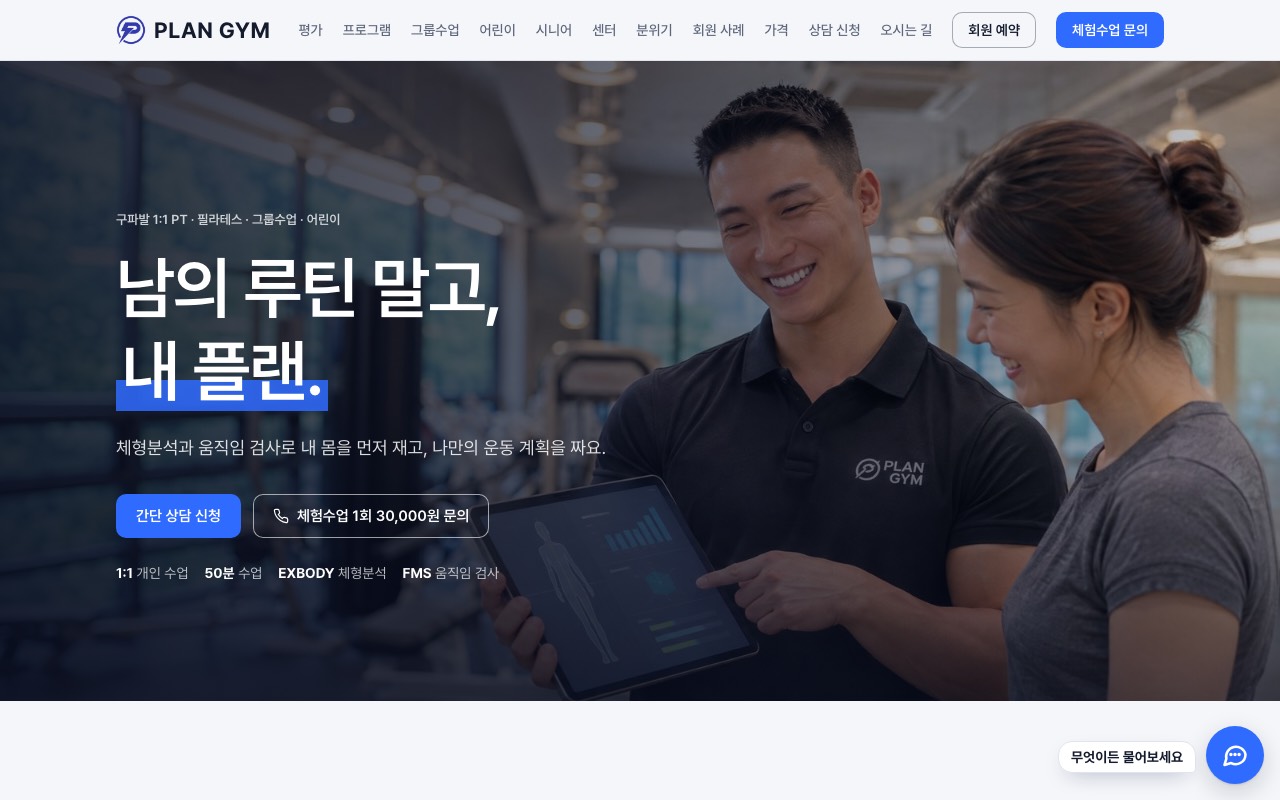 PLAN GYM
평가 프로그램 그룹수업 어린이 시니어 센터 분위기 회원 사례 가격 상담 신청 오시는 길
회원 예약
체험수업 문의
구파발 1:1 PT · 필라테스 · 그룹수업 · 어린이
남의 루틴 말고,
내 플랜.
체형분석과 움직임 검사로 내 몸을 먼저 재고, 나만의 운동 계획을 짜요.
간단 상담 신청
체험수업 1회 30,000원 문의
1:1 개인 수업 50분 수업 EXBODY 체형분석 FMS 움직임 검사
PLAN
GYM
무엇이든 물어보세요